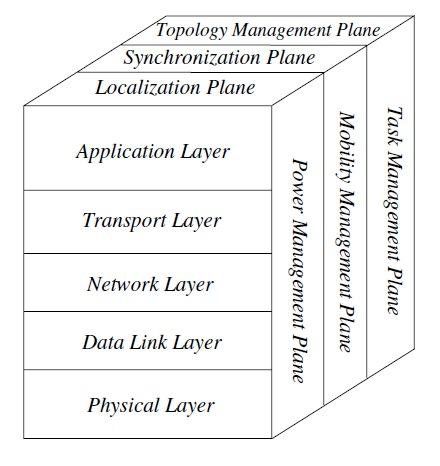 Topology Management Plane
Synchronization Plane
Localization Plane
Application Layer
Transport Layer
Network Layer
Data Link Layer
Physical Layer
Power Management Plane
Mobility Management Plane
Task Management Plane